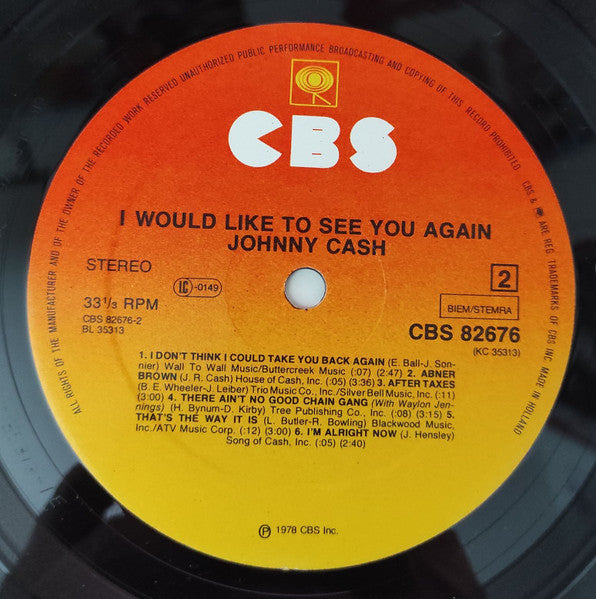 ALL RIGHTS OF THE MANUFACTURER AND OF THE OWNER OF THE RECORDED WORK RESERVED UNAUTHORIZED PUBLIC PERFORMANCE BROADCASTING AND COPYING OF THIS RECORD PROHIBITED. CBS & ARE REG. TRADEMARKS OF CBS INC MADE IN HOLLAND
CBS
I WOULD LIKE TO SEE YOU AGAIN
JOHNNY CASH
STEREO
33 1/3 RPM
CBS 82676-2
BL 35313
IC -0149
2
BIEM/STEMRA
CBS 82676
(KC 35313)
1. I DON'T THINK I COULD TAKE YOU BACK AGAIN (E. Ball-J. Son-
nier) Wall To Wall Music/Buttercreek Music (:07) (2:47) 2. ABNER
BROWN (J.R. Cash) House of Cash, Inc. (:05) (3:36) 3. AFTER TAXES
(B. E. Wheeler-J. Leiber) Trio Music Co., Inc./Silver Bell Music, Inc. (:11)
(3:00) 4. THERE AIN'T NO GOOD CHAIN GANG (With Waylon Jen-
nings) (H. Bynum-D. Kirby) Tree Publishing Co., Inc. (:08) (3:15) 5.
THAT'S THE WAY IT IS (L. Butler-R. Bowling) Blackwood Music,
Inc./ATV Music Corp. (:12) (3:00) 6. I'M ALRIGHT NOW (J. Hensley)
Song of Cash, Inc. (:05) (2:40)
℗ 1978 CBS Inc.